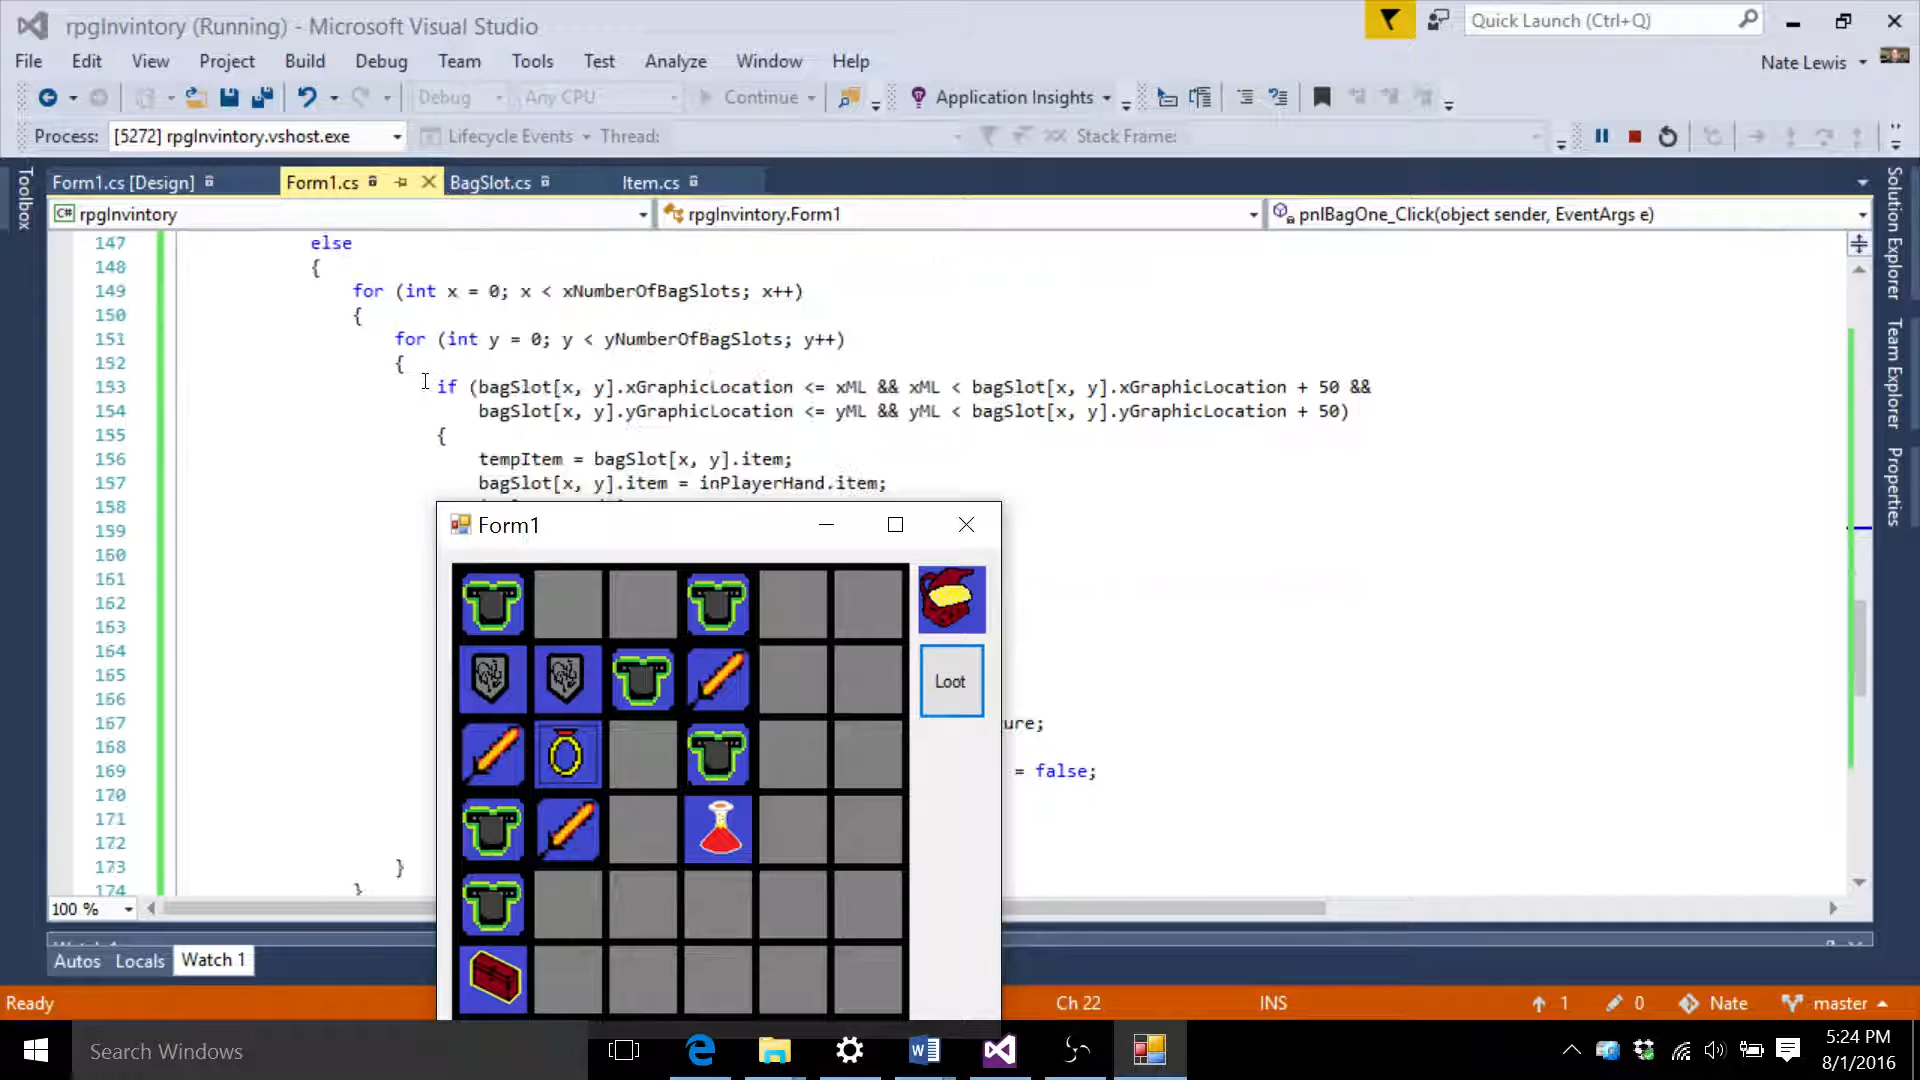 rpgInvintory (Running) - Microsoft Visual Studio
Quick Launch (Ctrl+Q)
File Edit View Project Build Debug Team Tools Test Analyze Window Help
Nate Lewis
Debug Any CPU Continue Application Insights
Process: [5272] rpgInvintory.vshost.exe Lifecycle Events Thread: Stack Frame:
Toolbox
Form1.cs [Design] Form1.cs BagSlot.cs Item.cs
C# rpgInvintory rpgInvintory.Form1 pnlBagOne_Click(object sender, EventArgs e)
147 else
148 {
149 for (int x = 0; x < xNumberOfBagSlots; x++)
150 {
151 for (int y = 0; y < yNumberOfBagSlots; y++)
152 {
153 if (bagSlot[x, y].xGraphicLocation <= xML && xML < bagSlot[x, y].xGraphicLocation + 50 &&
154 bagSlot[x, y].yGraphicLocation <= yML && yML < bagSlot[x, y].yGraphicLocation + 50)
155 {
156 tempItem = bagSlot[x, y].item;
157 bagSlot[x, y].item = inPlayerHand.item;
158
159
160
161
162
163
164
165
166
167 ure;
168
169 = false;
170
171
172
173 }
174 }
Solution Explorer
Team Explorer
Properties
Form1
Loot
100 %
Autos Locals Watch 1
Ready Ch 22 INS 1 0 Nate master
Search Windows
5:24 PM
8/1/2016